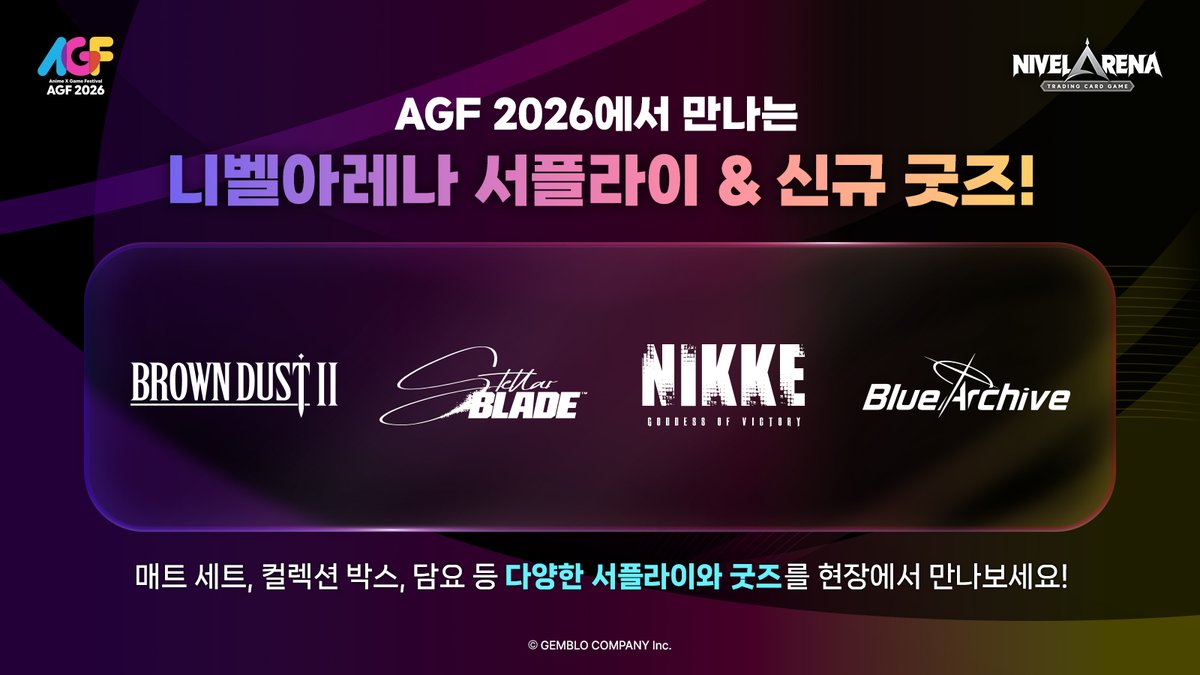 AGF
Anime X Game Festival
AGF 2026
NIVEL ARENA
TRADING CARD GAME
AGF 2026에서 만나는
니벨아레나 서플라이 & 신규 굿즈!
BROWN DUST II
Stellar
BLADE™
NIKKE
GODDESS OF VICTORY
Blue Archive
매트 세트, 컬렉션 박스, 담요 등 다양한 서플라이와 굿즈를 현장에서 만나보세요!
© GEMBLO COMPANY Inc.